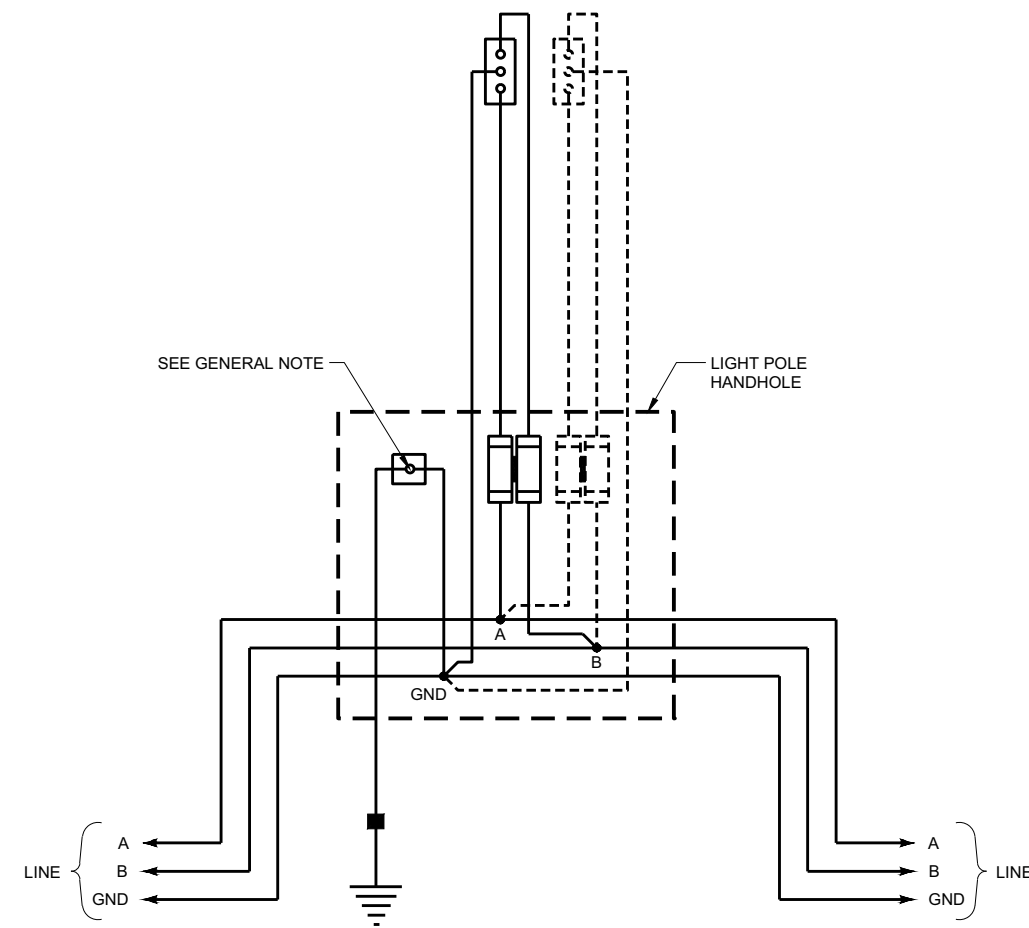 SEE GENERAL NOTE
LIGHT POLE
HANDHOLE
A
B
GND
A
B
GND
LINE
A
B
GND
LINE